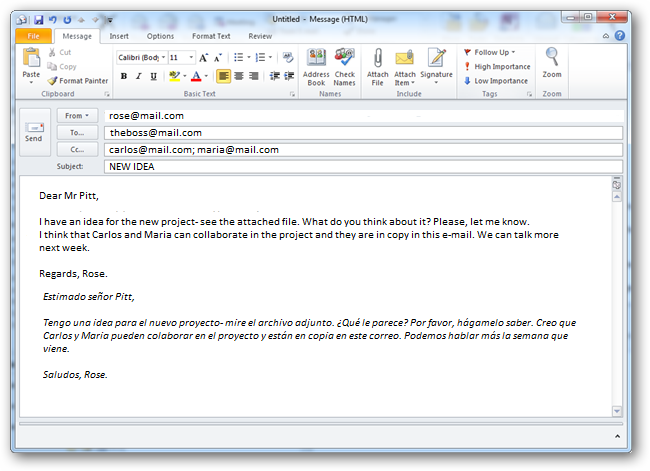 Untitled - Message (HTML)
File Message Insert Options Format Text Review
Paste
Cut
Copy
Format Painter
Clipboard
Calibri (Body) 11
B I U
Basic Text
Address Book
Check Names
Names
Attach File
Attach Item
Signature
Include
Follow Up
High Importance
Low Importance
Tags
Zoom
Zoom
Send
From rose@mail.com
To... theboss@mail.com
Cc... carlos@mail.com; maria@mail.com
Subject: NEW IDEA
Dear Mr Pitt,
I have an idea for the new project- see the attached file. What do you think about it? Please, let me know.
I think that Carlos and Maria can collaborate in the project and they are in copy in this e-mail. We can talk more
next week.
Regards, Rose.
Estimado señor Pitt,
Tengo una idea para el nuevo proyecto- mire el archivo adjunto. ¿Qué le parece? Por favor, hágamelo saber. Creo que
Carlos y María pueden colaborar en el proyecto y están en copia en este correo. Podemos hablar más la semana que
viene.
Saludos, Rose.